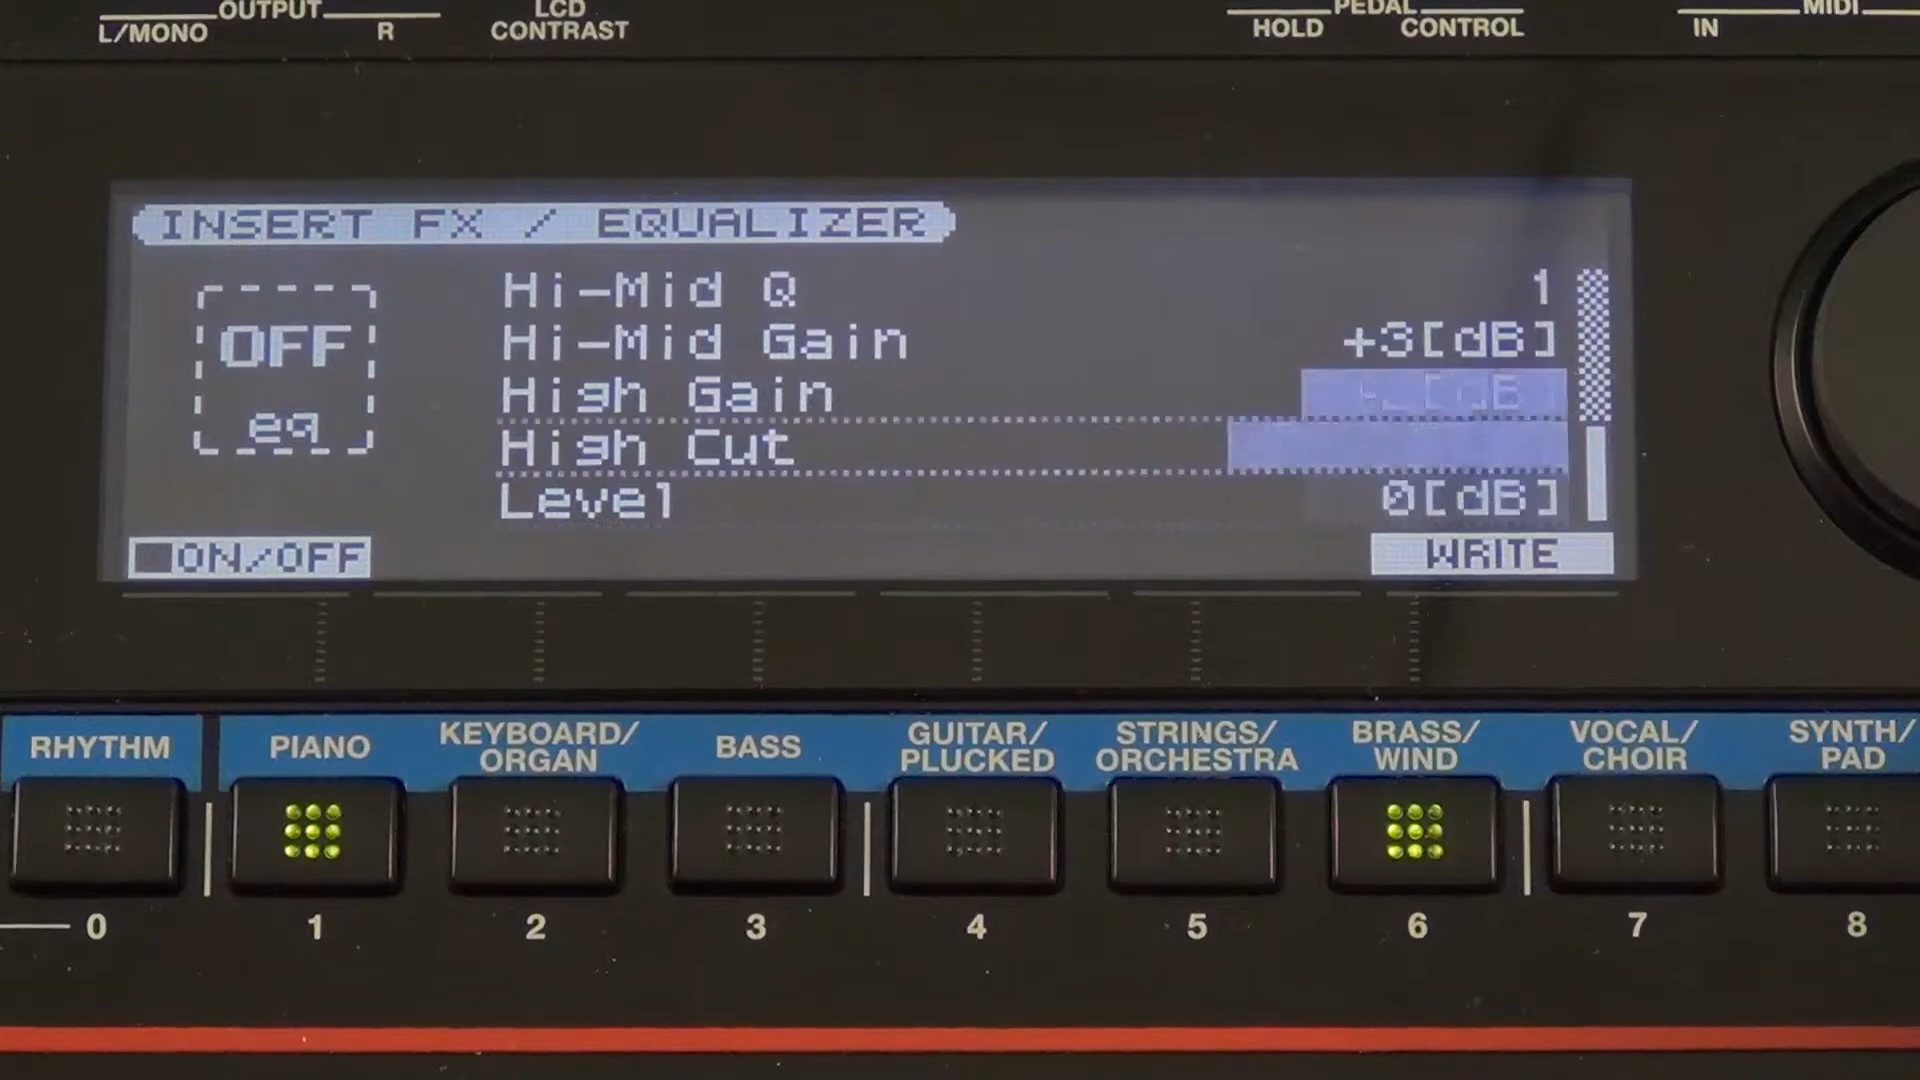 OUTPUT
L/MONO R
LCD
CONTRAST
PEDAL
HOLD CONTROL
MIDI
IN
INSERT FX / EQUALIZER
OFF
eq
Hi-Mid Q 1
Hi-Mid Gain +3[dB]
High Gain
High Cut
Level 0[dB]
ON/OFF WRITE
RHYTHM
PIANO
KEYBOARD/
ORGAN
BASS
GUITAR/
PLUCKED
STRINGS/
ORCHESTRA
BRASS/
WIND
VOCAL/
CHOIR
SYNTH/
PAD
0 1 2 3 4 5 6 7 8